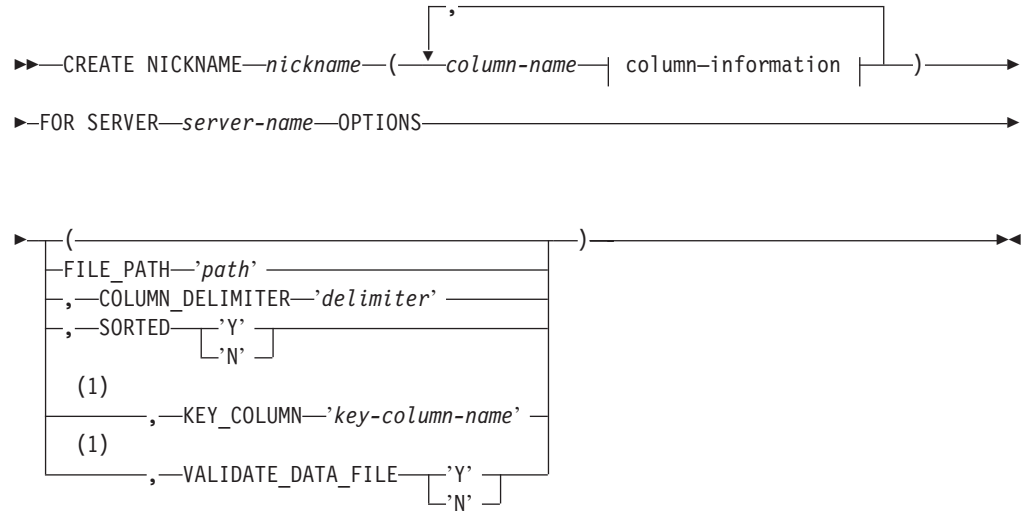 ,
CREATE NICKNAME nickname ( column-name column–information )
FOR SERVER server-name OPTIONS
( )
FILE_PATH ’path’
, COLUMN_DELIMITER ’delimiter’
, SORTED ’Y’
’N’
(1)
, KEY_COLUMN ’key-column-name’
(1)
, VALIDATE_DATA_FILE ’Y’
’N’